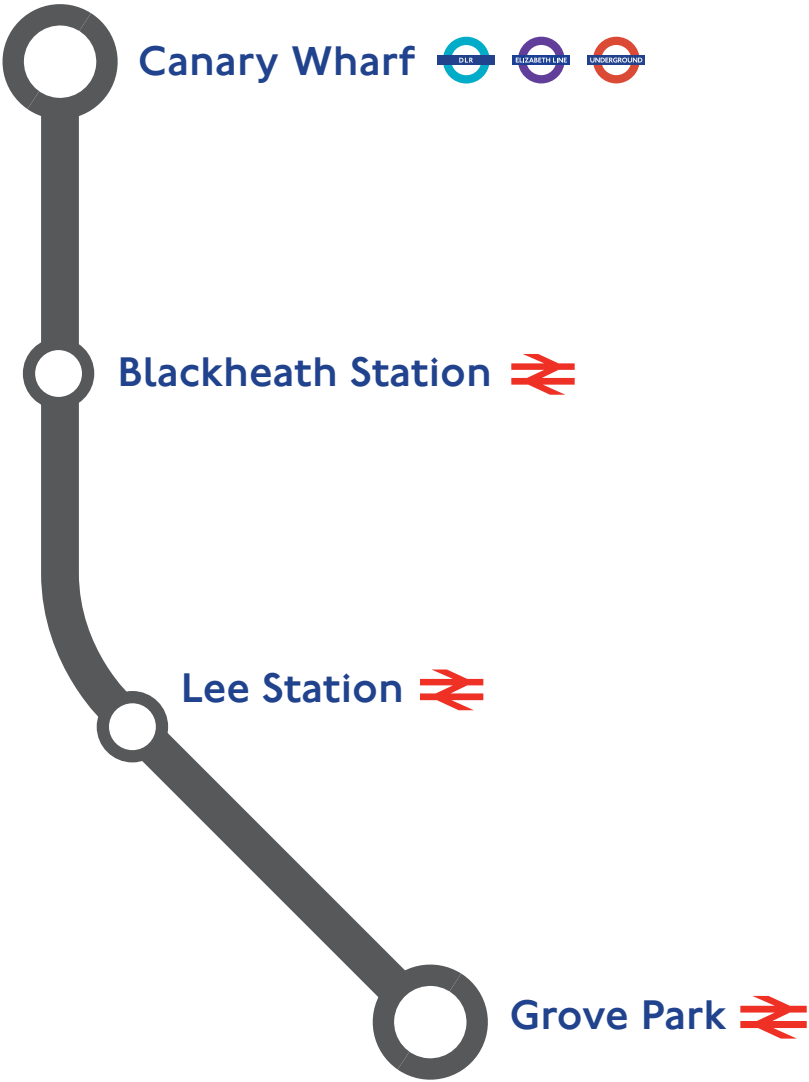 Canary Wharf DLR ELIZABETH LINE UNDERGROUND
Blackheath Station
Lee Station
Grove Park